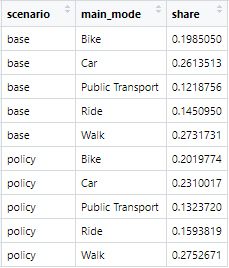 scenario main_mode share
base Bike 0.1985050
base Car 0.2613513
base Public Transport 0.1218756
base Ride 0.1450950
base Walk 0.2731731
policy Bike 0.2019774
policy Car 0.2310017
policy Public Transport 0.1323720
policy Ride 0.1593819
policy Walk 0.2752671